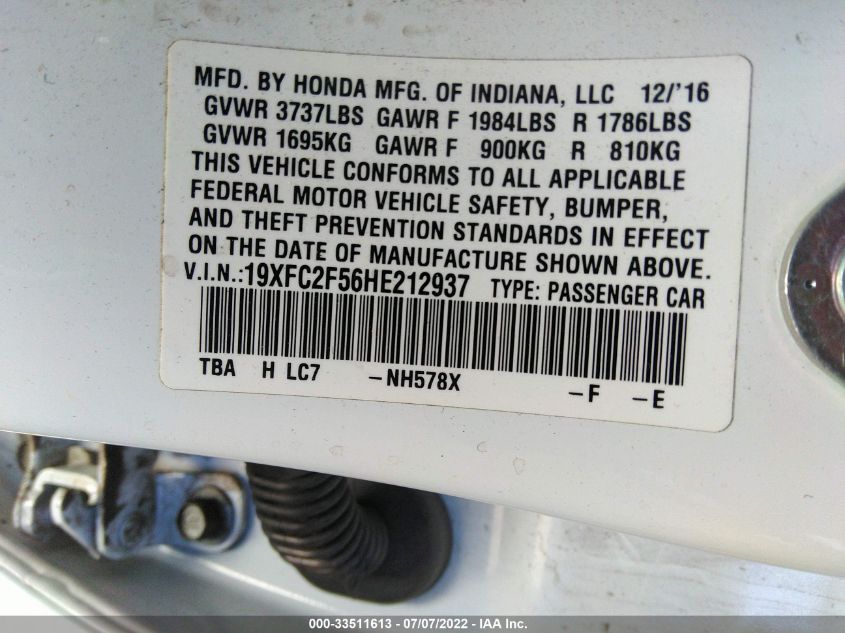 MFD. BY HONDA MFG. OF INDIANA, LLC 12/'16
GVWR 3737LBS GAWR F 1984LBS R 1786LBS
GVWR 1695KG GAWR F 900KG R 810KG
THIS VEHICLE CONFORMS TO ALL APPLICABLE
FEDERAL MOTOR VEHICLE SAFETY, BUMPER,
AND THEFT PREVENTION STANDARDS IN EFFECT
ON THE DATE OF MANUFACTURE SHOWN ABOVE.
V.I.N.:19XFC2F56HE212937 TYPE: PASSENGER CAR
TBA H LC7 -NH578X -F -E
000-33511613 - 07/07/2022 - IAA Inc.